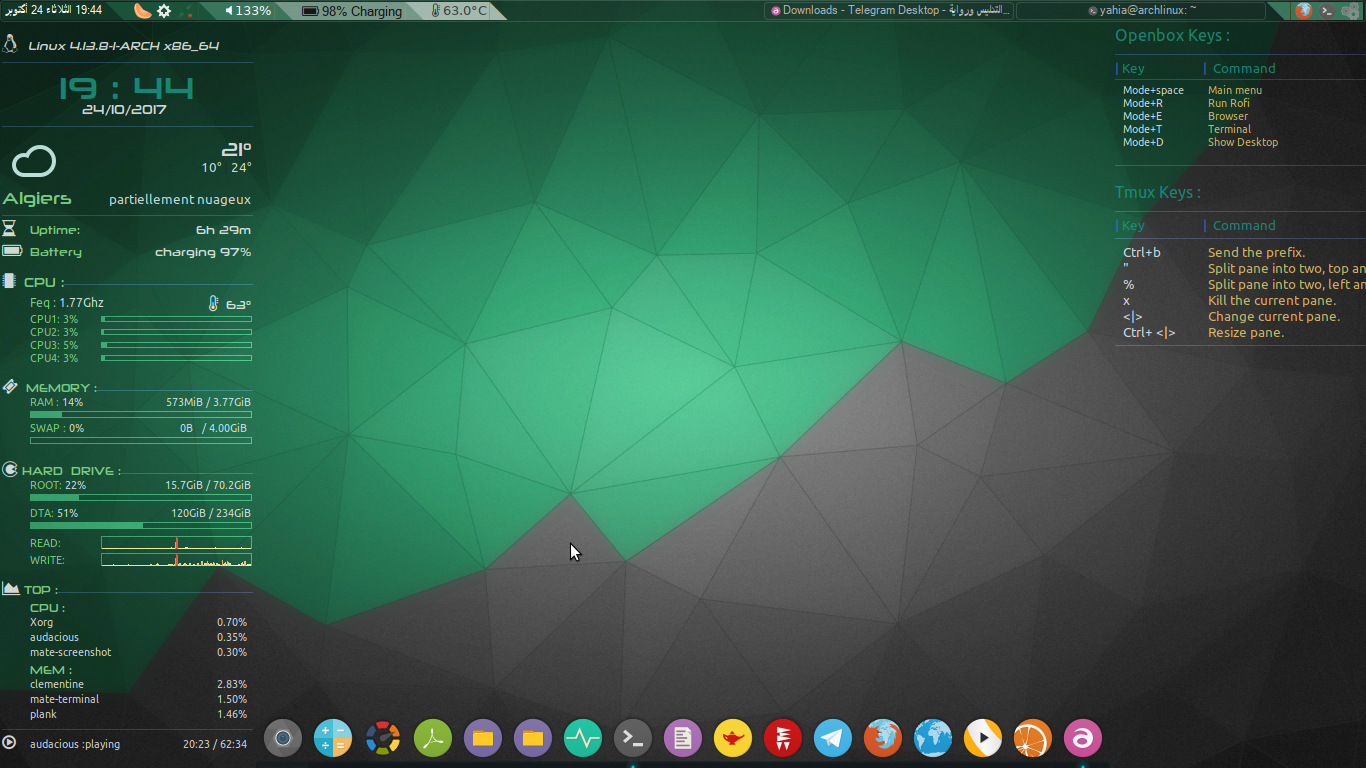 19:44 الثلاثاء 24 أكتوبر
133%
98% Charging
63.0°C
Downloads - Telegram Desktop - التدليس ورواية...
yahia@archlinux: ~
Linux 4.13.8-1-ARCH x86_64
19 : 44
24/10/2017
21°
10° 24°
Algiers partiellement nuageux
Uptime: 6h 29m
Battery charging 97%
CPU :
Feq : 1.77Ghz 63°
CPU1: 3%
CPU2: 3%
CPU3: 5%
CPU4: 3%
MEMORY :
RAM : 14% 573MiB / 3.77GiB
SWAP : 0% 0B / 4.00GiB
HARD DRIVE :
ROOT: 22% 15.7GiB / 70.2GiB
DTA: 51% 120GiB / 234GiB
READ:
WRITE:
TOP :
CPU :
Xorg 0.70%
audacious 0.35%
mate-screenshot 0.30%
MEM :
clementine 2.83%
mate-terminal 1.50%
plank 1.46%
audacious :playing 20:23 / 62:34
Openbox Keys :
| Key | Command
Mode+space Main menu
Mode+R Run Rofi
Mode+E Browser
Mode+T Terminal
Mode+D Show Desktop
Tmux Keys :
| Key | Command
Ctrl+b Send the prefix.
" Split pane into two, top an
% Split pane into two, left an
x Kill the current pane.
<|> Change current pane.
Ctrl+ <|> Resize pane.